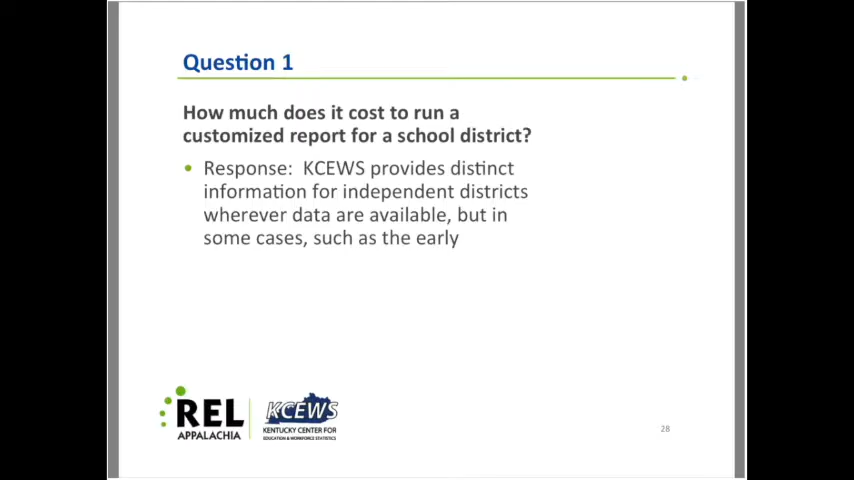 Question 1
How much does it cost to run a
customized report for a school district?
• Response: KCEWS provides distinct
information for independent districts
wherever data are available, but in
some cases, such as the early
REL
APPALACHIA
KCEWS
KENTUCKY CENTER FOR
EDUCATION & WORKFORCE STATISTICS
28